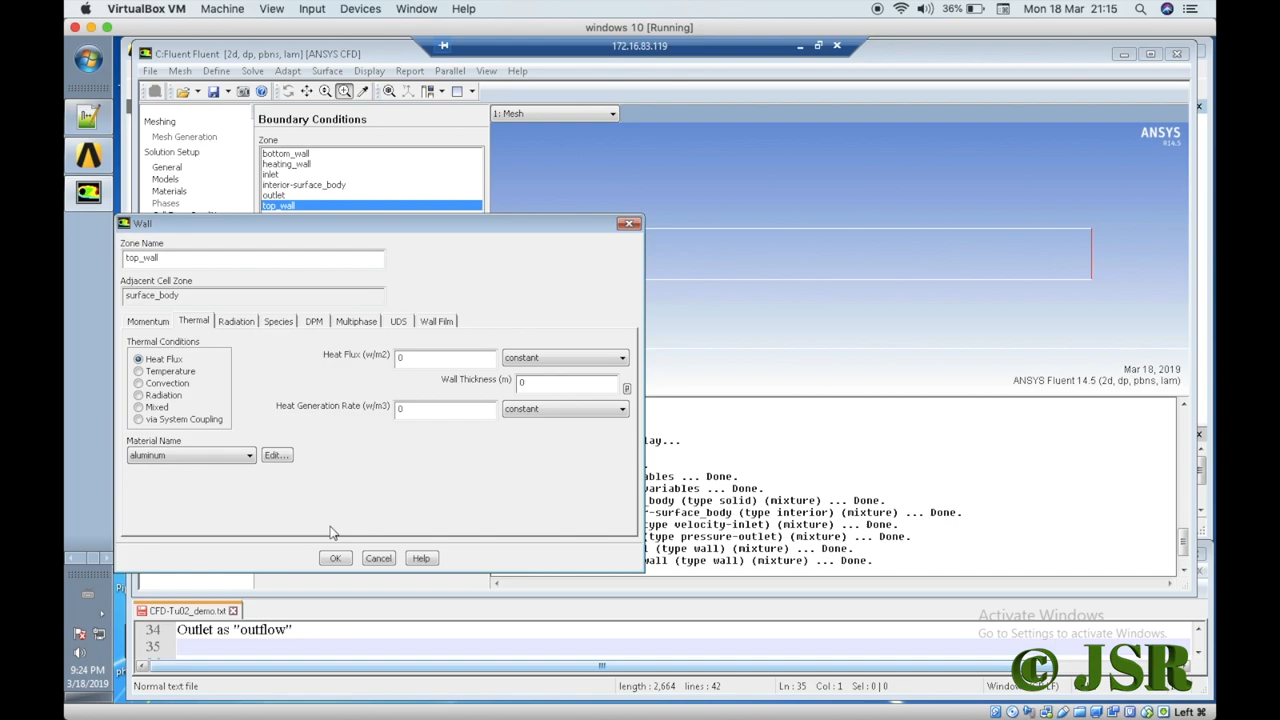 VirtualBox VM Machine View Input Devices Window Help
36% Mon 18 Mar 21:15
windows 10 [Running]
C:Fluent Fluent [2d, dp, pbns, lam] [ANSYS CFD]
172.16.83.119
File Mesh Define Solve Adapt Surface Display Report Parallel View Help
Meshing
Mesh Generation
Solution Setup
General
Models
Materials
Phases
Boundary Conditions
Zone
bottom_wall
heating_wall
inlet
interior-surface_body
outlet
top_wall
1: Mesh
ANSYS
R14.5
Wall
Zone Name
top_wall
Adjacent Cell Zone
surface_body
Momentum Thermal Radiation Species DPM Multiphase UDS Wall Film
Thermal Conditions
Heat Flux
Temperature
Convection
Radiation
Mixed
via System Coupling
Heat Flux (w/m2) 0 constant
Wall Thickness (m) 0
P
Heat Generation Rate (w/m3) 0 constant
Material Name
aluminum Edit...
OK Cancel Help
Mar 18, 2019
ANSYS Fluent 14.5 (2d, dp, pbns, lam)
lay...
ables ... Done.
variables ... Done.
_body (type solid) (mixture) ... Done.
r-surface_body (type interior) (mixture) ... Done.
type velocity-inlet) (mixture) ... Done.
type pressure-outlet) (mixture) ... Done.
l (type wall) (mixture) ... Done.
wall (type wall) (mixture) ... Done.
CFD-Tu02_demo.txt
34 Outlet as "outflow"
35
Activate Windows
Go to Settings to activate Windows.
9:24 PM
3/18/2019
Normal text file length : 2,664 lines : 42 Ln : 35 Col : 1 Sel : 0 | 0
© JSR
Left ⌘